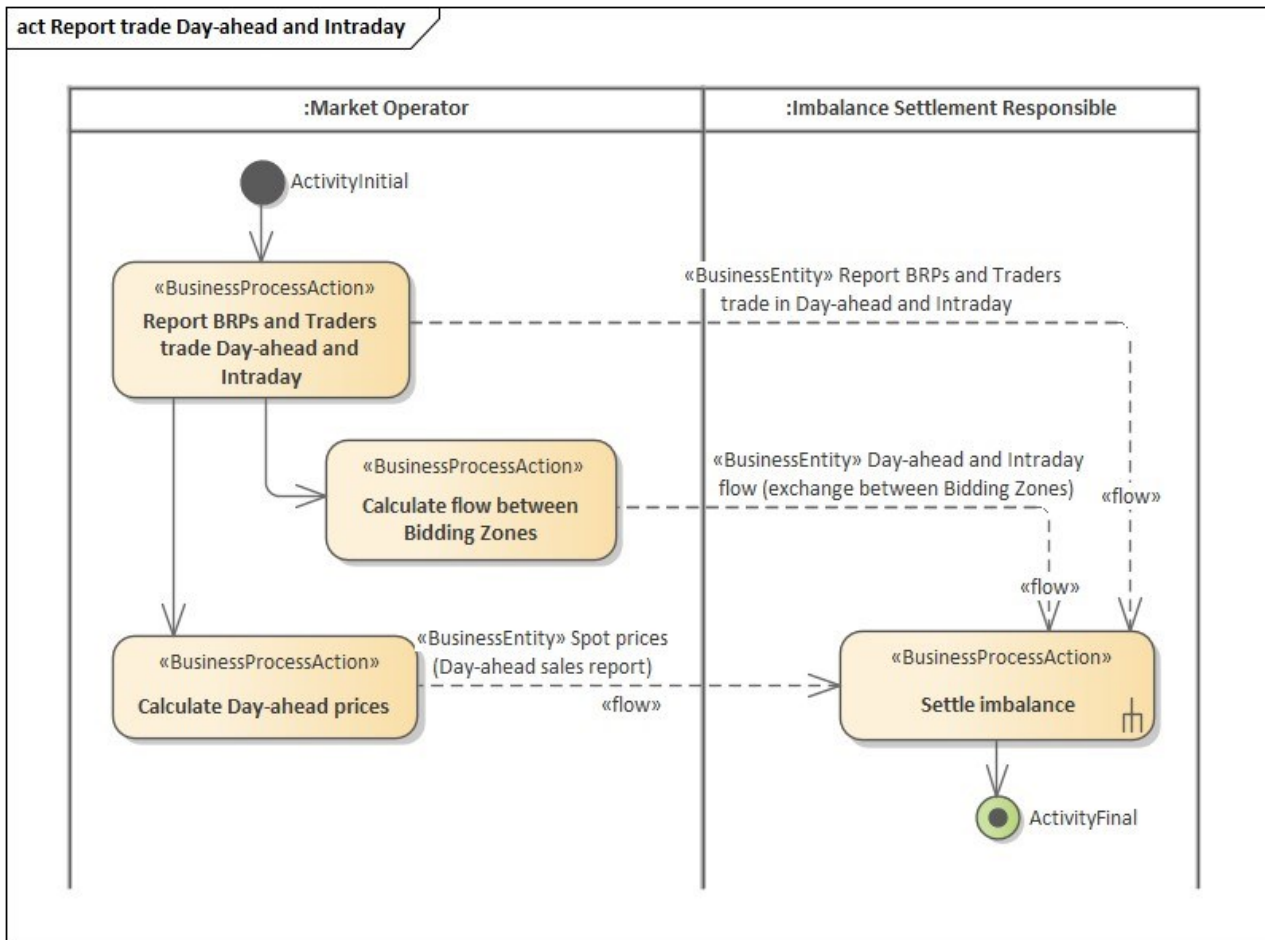 act Report trade Day-ahead and Intraday
:Market Operator
:Imbalance Settlement Responsible
ActivityInitial
«BusinessProcessAction»
Report BRPs and Traders
trade Day-ahead and
Intraday
«BusinessEntity» Report BRPs and Traders
trade in Day-ahead and Intraday
«BusinessProcessAction»
Calculate flow between
Bidding Zones
«BusinessEntity» Day-ahead and Intraday
flow (exchange between Bidding Zones)
«flow»
«flow»
«BusinessProcessAction»
Calculate Day-ahead prices
«BusinessEntity» Spot prices
(Day-ahead sales report)
«flow»
«BusinessProcessAction»
Settle imbalance
ActivityFinal